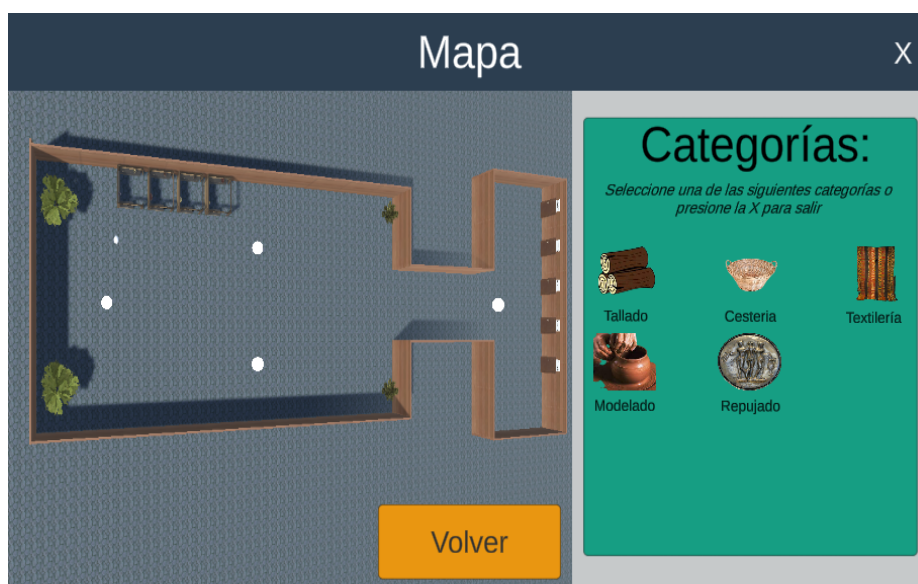 Mapa
X
Categorías:
Seleccione una de las siguientes categorías o
presione la X para salir
Tallado
Cesteria
Textilería
Modelado
Repujado
Volver